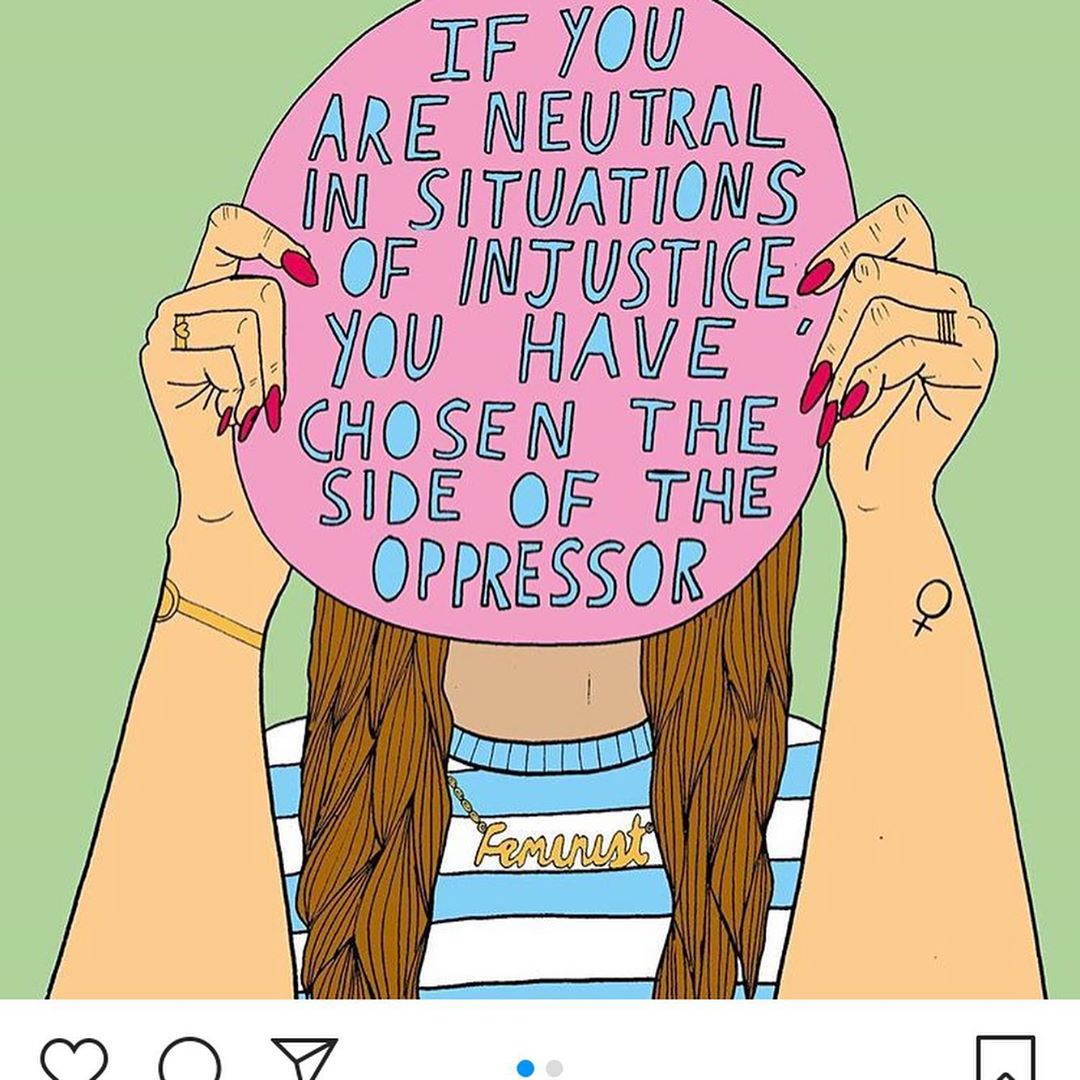 IF YOU
ARE NEUTRAL
IN SITUATIONS
OF INJUSTICE,
YOU HAVE
CHOSEN THE
SIDE OF THE
OPPRESSOR
Feminist